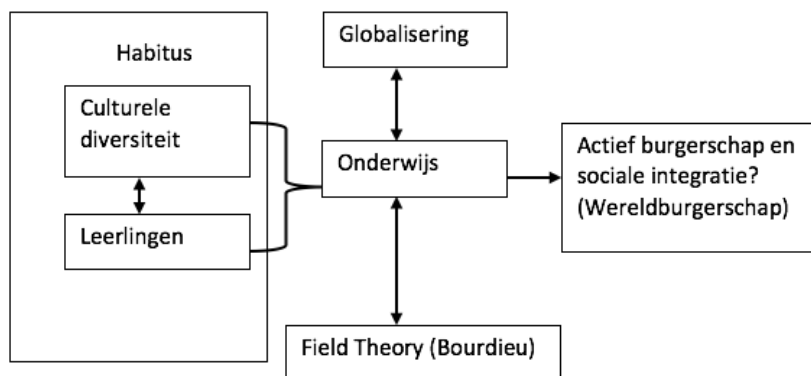 Habitus
Culturele
diversiteit
Leerlingen
Globalisering
Onderwijs
Field Theory (Bourdieu)
Actief burgerschap en
sociale integratie?
(Wereldburgerschap)